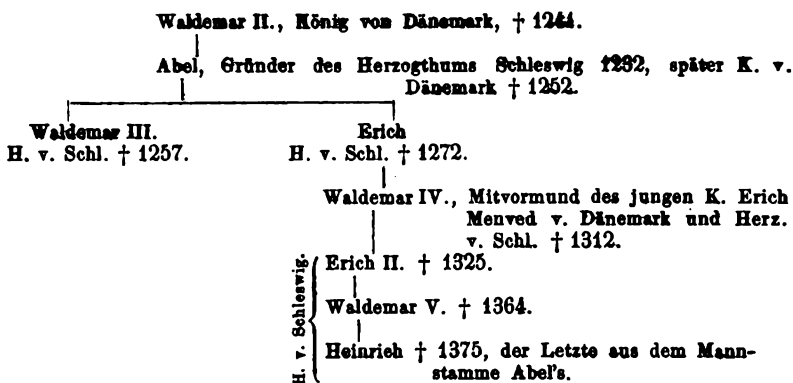 Waldemar II., König von Dänemark, † 1241.
Abel, Gründer des Herzogthums Schleswig 1232, später K. v.
Dänemark † 1252.
Waldemar III.
Erich
H. v. Schl. † 1257.
H. v. Schl. † 1272.
Waldemar IV., Mitvormund des jungen K. Erich
Menved v. Dänemark und Herz.
v. Schl. † 1312.
H. v. Schleswig.
Erich II. † 1325.
Waldemar V. † 1364.
Heinrich † 1375, der Letzte aus dem Mann-
stamme Abel's.